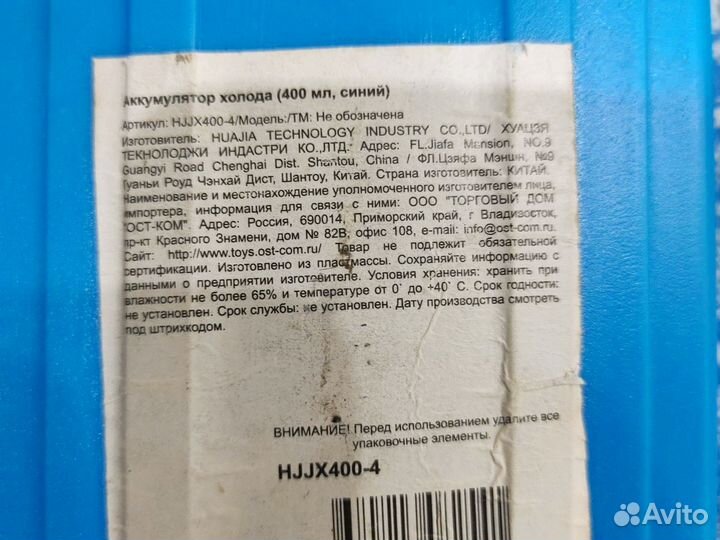 Аккумулятор холода (400 мл, синий)
Артикул: HJJX400-4/Модель:/ТМ: Не обозначена
Изготовитель: HUAJIA TECHNOLOGY INDUSTRY CO.,LTD/ ХУАЦЗЯ
ТЕКНОЛОДЖИ ИНДАСТРИ КО.,ЛТД. Адрес: FL.Jiafa Mansion, NO.9
Guangyi Road Chenghai Dist. Shantou, China / ФЛ.Цзяфа Мэншн, №9
Гуаньи Роуд Чэнхай Дист, Шантоу, Китай. Страна изготовитель: КИТАЙ.
Наименование и местонахождение уполномоченного изготовителем лица,
импортера, информация для связи с ними: ООО "ТОРГОВЫЙ ДОМ
"ОСТ-КОМ". Адрес: Россия, 690014, Приморский край, г Владивосток,
пр-кт Красного Знамени, дом № 82В, офис 108, e-mail: info@ost-com.ru.
Сайт: http://www.toys.ost-com.ru/ Товар не подлежит обязательной
сертификации. Изготовлено из пластмассы. Сохраняйте информацию с
данными о предприятии изготовителе. Условия хранения: хранить при
влажности не более 65% и температуре от 0˚ до +40˚ С. Срок годности:
не установлен. Срок службы: не установлен. Дату производства смотреть
под штрихкодом.
ВНИМАНИЕ! Перед использованием удалите все
упаковочные элементы.
HJJX400-4
Avito